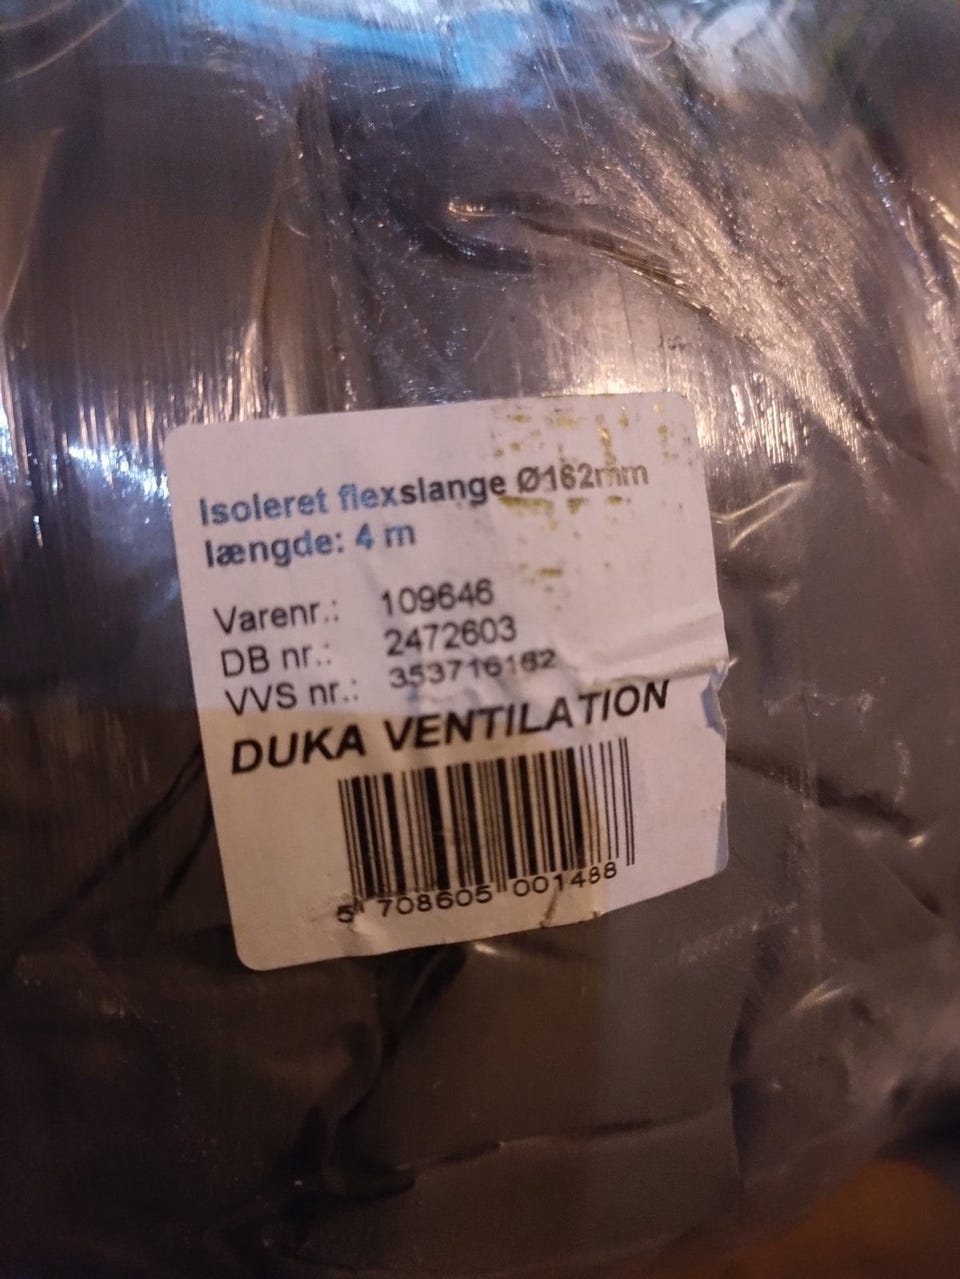 Isoleret flexslange Ø162mm
længde: 4 m
Varenr.: 109646
DB nr.: 2472603
VVS nr.: 353716162
DUKA VENTILATION
5 708605 001488